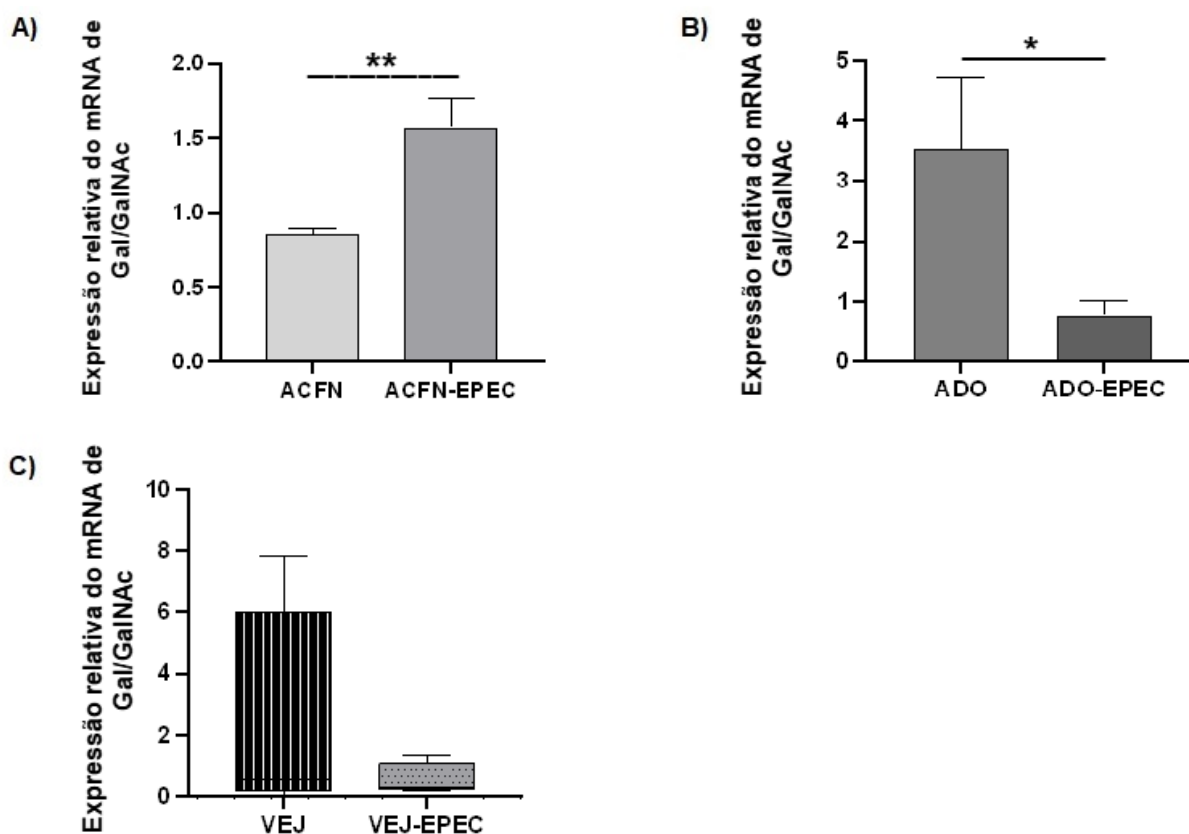 A)
Expressão relativa do mRNA de
Gal/GalNAc
2.0
1.5
1.0
0.5
0.0
**
ACFN
ACFN-EPEC
B)
Expressão relativa do mRNA de
Gal/GalNAc
5
4
3
2
1
0
*
ADO
ADO-EPEC
C)
Expressão relativa do mRNA de
Gal/GalNAc
10
8
6
4
2
0
VEJ
VEJ-EPEC